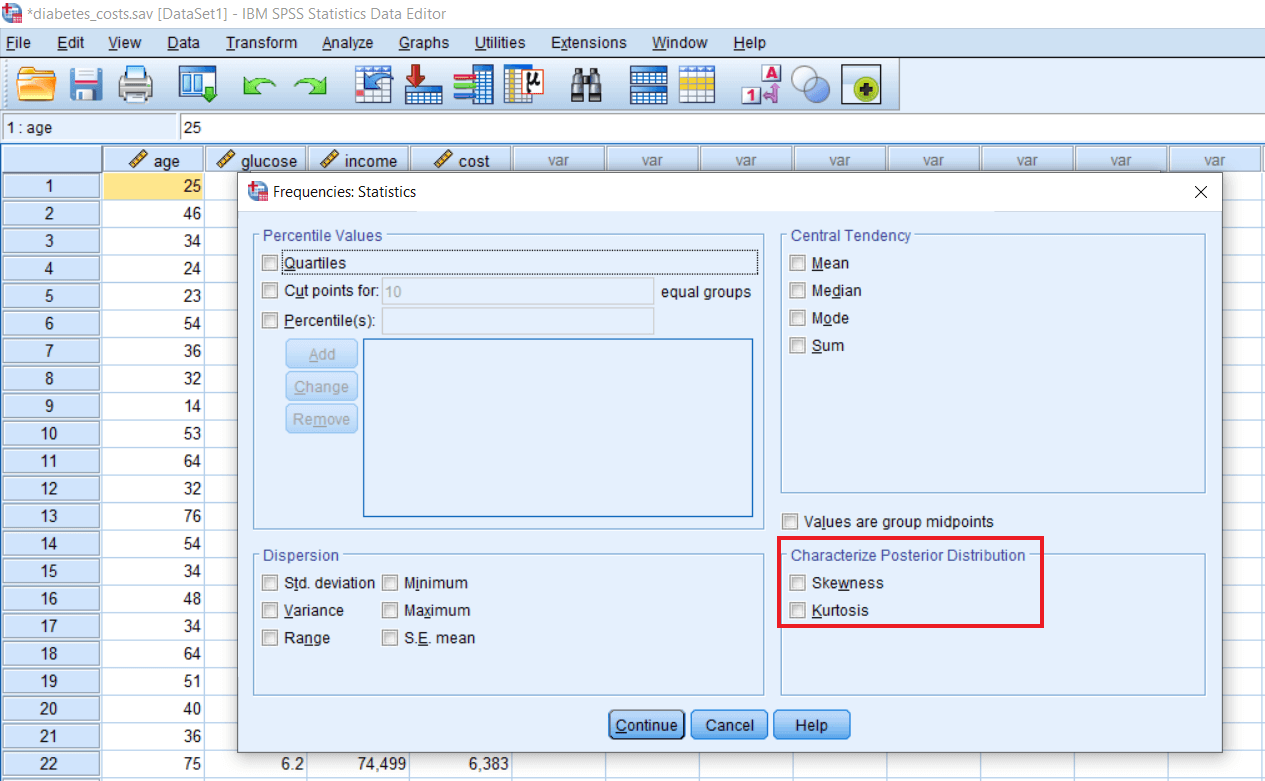 *diabetes_costs.sav [DataSet1] - IBM SPSS Statistics Data Editor
File Edit View Data Transform Analyze Graphs Utilities Extensions Window Help
A
µ
1
1 : age 25
age glucose income cost var var var var var var var var
1 25
2 46
3 34
4 24
5 23
6 54
7 36
8 32
9 14
10 53
11 64
12 32
13 76
14 54
15 34
16 48
17 34
18 64
19 51
20 40
21 36
22 75 6.2 74,499 6,383
Frequencies: Statistics
Percentile Values
Quartiles
Cut points for: 10 equal groups
Percentile(s):
Add
Change
Remove
Central Tendency
Mean
Median
Mode
Sum
Values are group midpoints
Dispersion
Std. deviation Minimum
Variance Maximum
Range S.E. mean
Characterize Posterior Distribution
Skewness
Kurtosis
Continue Cancel Help